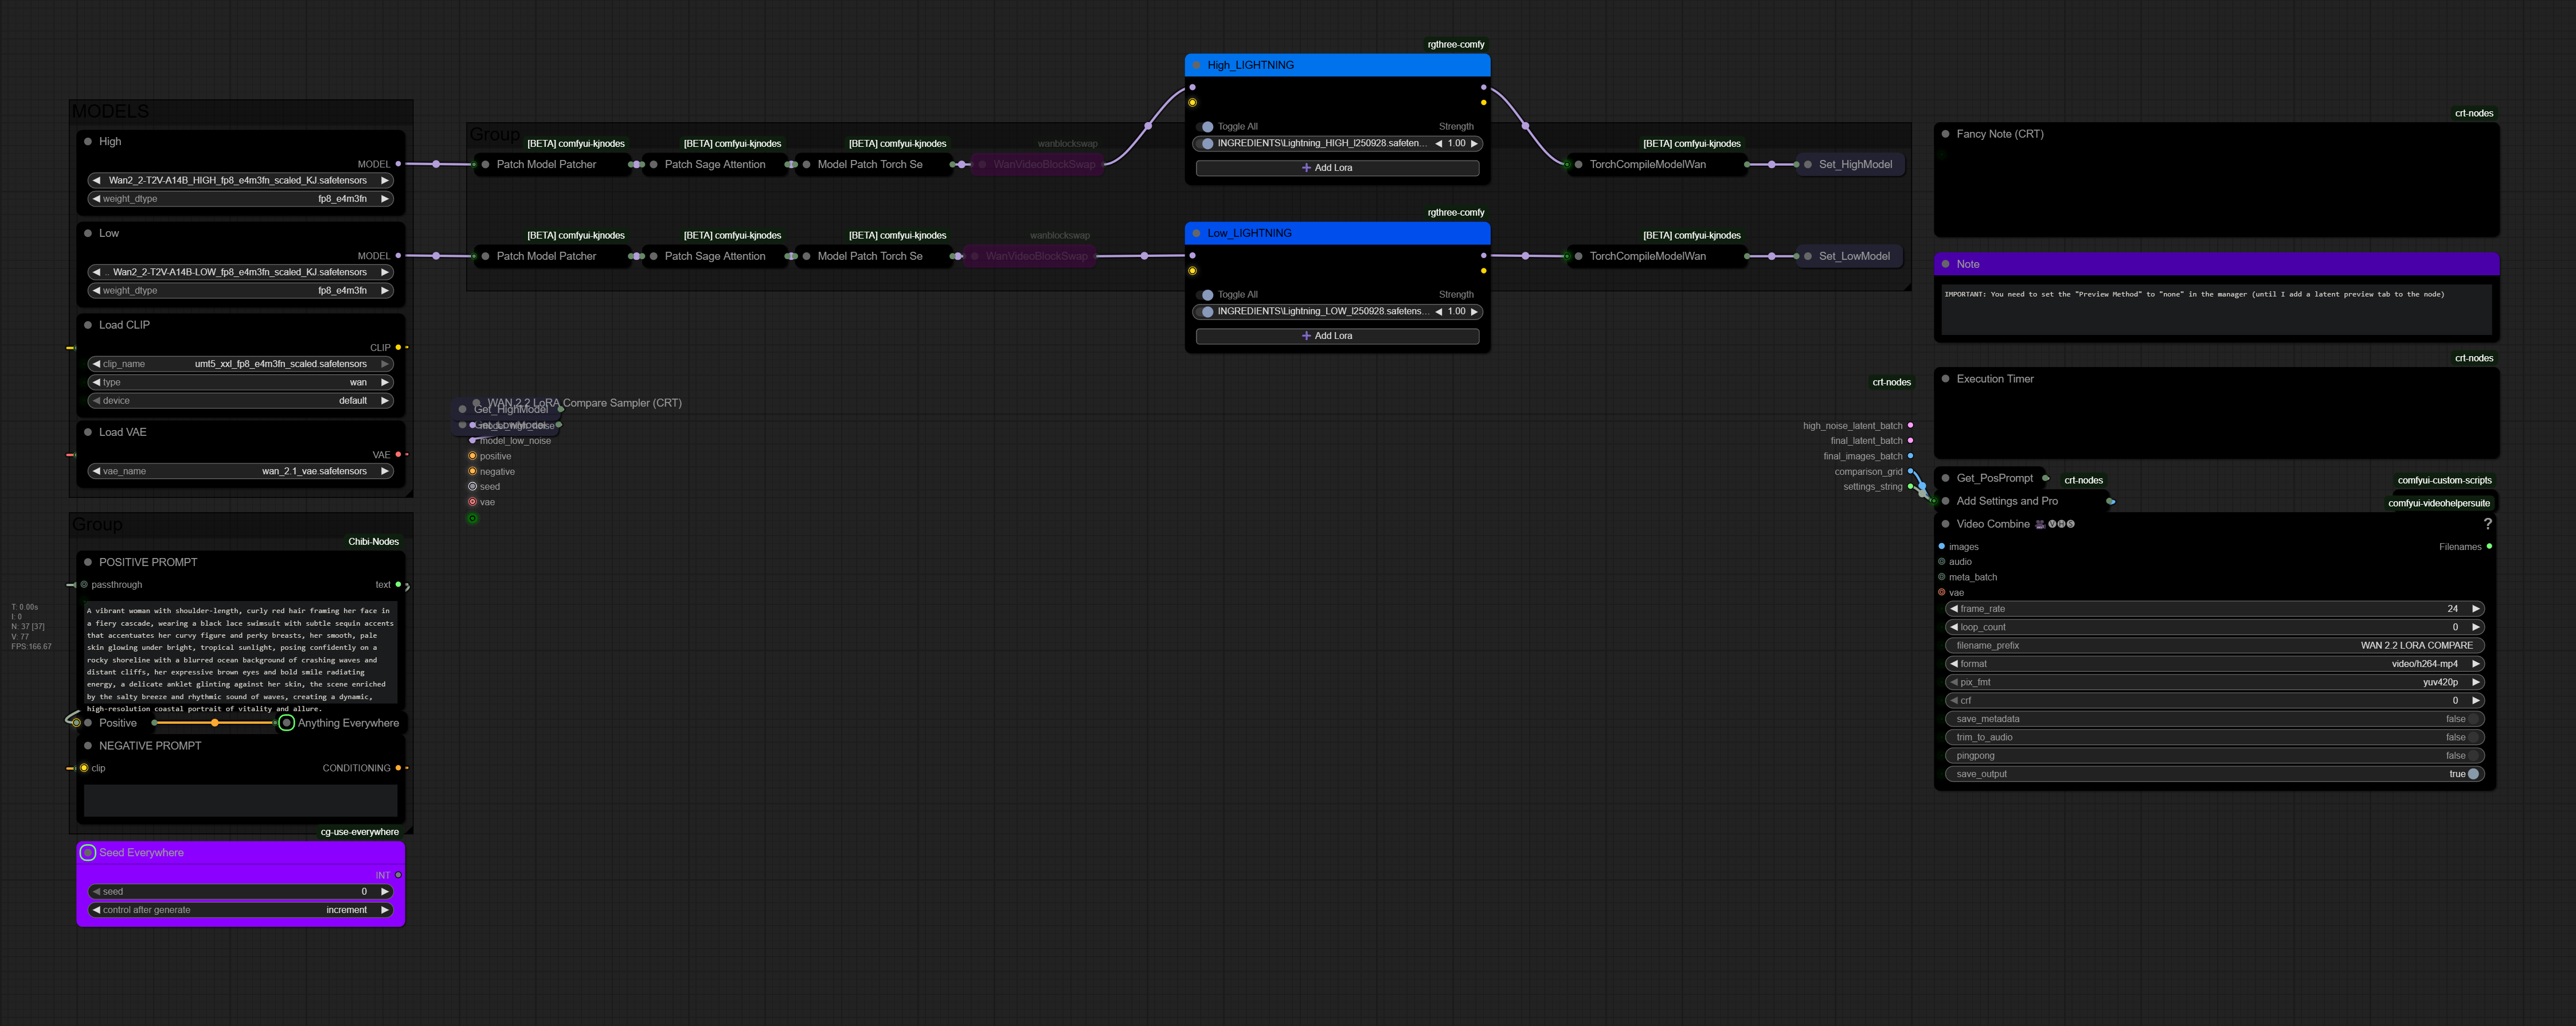 MODELS
High
MODEL
Wan2_2-T2V-A14B_HIGH_fp8_e4m3fn_scaled_KJ.safetensors
weight_dtype fp8_e4m3fn
Low
MODEL
... Wan2_2-T2V-A14B-LOW_fp8_e4m3fn_scaled_KJ.safetensors
weight_dtype fp8_e4m3fn
Load CLIP
CLIP
clip_name umt5_xxl_fp8_e4m3fn_scaled.safetensors
type wan
device default
Load VAE
VAE
vae_name wan_2.1_vae.safetensors
Group
Chibi-Nodes
POSITIVE PROMPT
passthrough text
A vibrant woman with shoulder-length, curly red hair framing her face in
a fiery cascade, wearing a black lace swimsuit with subtle sequin accents
that accentuates her curvy figure and perky breasts, her smooth, pale
skin glowing under bright, tropical sunlight, posing confidently on a
rocky shoreline with a blurred ocean background of crashing waves and
distant cliffs, her expressive brown eyes and bold smile radiating
energy, a delicate anklet glinting against her skin, the scene enriched
by the salty breeze and rhythmic sound of waves, creating a dynamic,
high-resolution coastal portrait of vitality and allure.
Positive Anything Everywhere
NEGATIVE PROMPT
clip CONDITIONING
cg-use-everywhere
Seed Everywhere
INT
seed 0
control after generate increment
T: 0.00s
I: 0
N: 37 [37]
V: 77
FPS:166.67
Group
[BETA] comfyui-kjnodes [BETA] comfyui-kjnodes [BETA] comfyui-kjnodes wanblockswap
Patch Model Patcher Patch Sage Attention Model Patch Torch Se WanVideoBlockSwap
[BETA] comfyui-kjnodes [BETA] comfyui-kjnodes [BETA] comfyui-kjnodes wanblockswap
Patch Model Patcher Patch Sage Attention Model Patch Torch Se WanVideoBlockSwap
rgthree-comfy
High_LIGHTNING
Toggle All Strength
INGREDIENTS\Lightning_HIGH_I250928.safeten... 1.00
Add Lora
rgthree-comfy
Low_LIGHTNING
Toggle All Strength
INGREDIENTS\Lightning_LOW_I250928.safetens... 1.00
Add Lora
[BETA] comfyui-kjnodes
TorchCompileModelWan Set_HighModel
[BETA] comfyui-kjnodes
TorchCompileModelWan Set_LowModel
crt-nodes
WAN 2.2 LoRA Compare Sampler (CRT)
Get_HighModel
model_high_noise
model_low_noise
positive
negative
seed
vae
high_noise_latent_batch
final_latent_batch
final_images_batch
comparison_grid
settings_string
crt-nodes
Fancy Note (CRT)
Note
IMPORTANT: You need to set the "Preview Method" to "none" in the manager (until I add a latent preview tab to the node)
crt-nodes
Execution Timer
Get_PosPrompt crt-nodes comfyui-custom-scripts
Add Settings and Pro comfyui-videohelpersuite
Video Combine 🎥🅥🅗🅢 ?
images Filenames
audio
meta_batch
vae
frame_rate 24
loop_count 0
filename_prefix WAN 2.2 LORA COMPARE
format video/h264-mp4
pix_fmt yuv420p
crf 0
save_metadata false
trim_to_audio false
pingpong false
save_output true